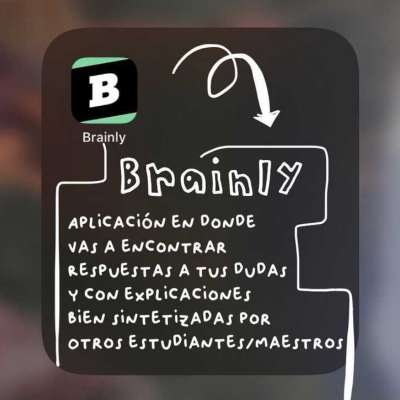 B
Brainly
Brainly
APLICACIÓN EN DONDE
VAS A ENCONTRAR
RESPUESTAS A TUS DUDAS
Y CON EXPLICACIONES
BIEN SINTETIZADAS POR
OTROS ESTUDIANTES/MAESTROS